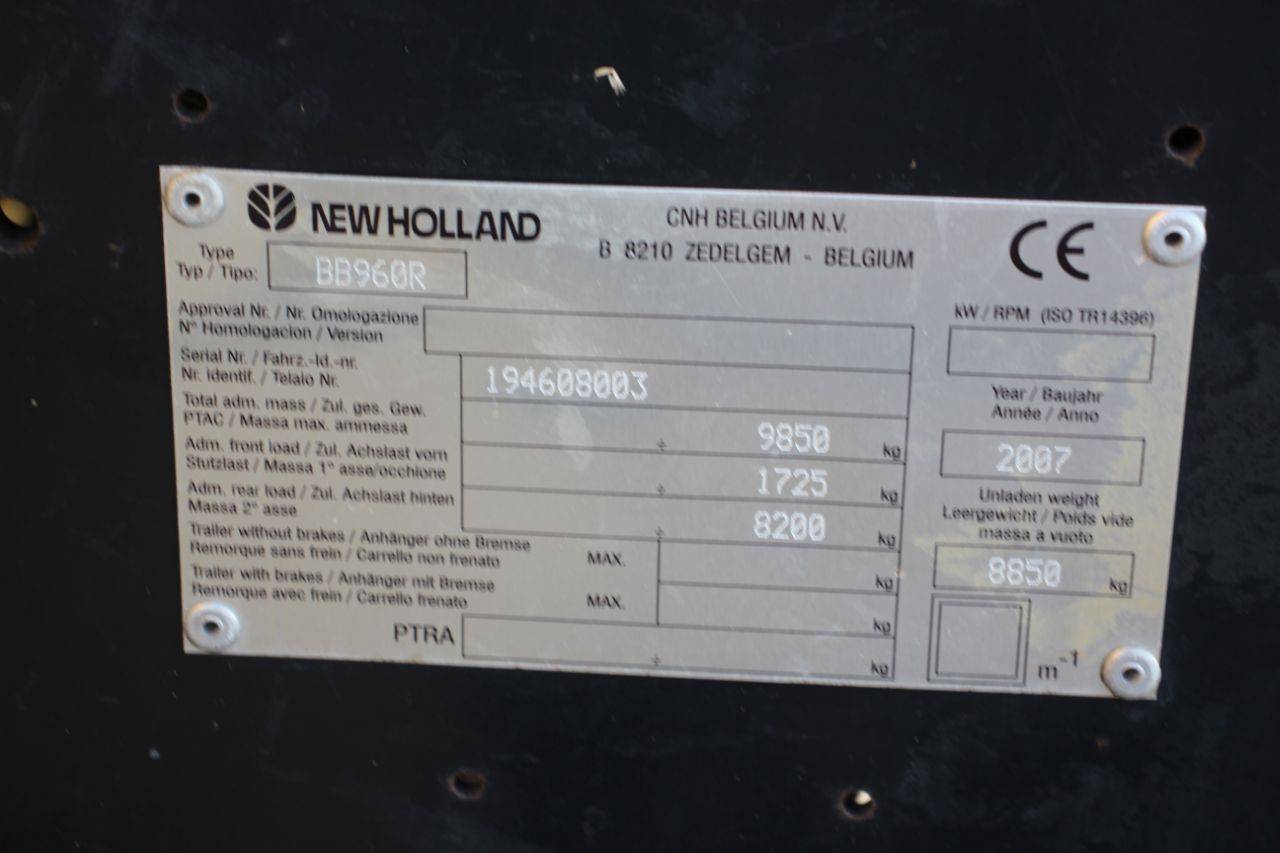 NEW HOLLAND
CNH BELGIUM N.V.
B 8210 ZEDELGEM - BELGIUM
CE
Type
Typ / Tipo:
BB960R
Approval Nr. / Nr. Omologazione
N° Homologacion / Version
kW / RPM (ISO TR14396)
Serial Nr. / Fahrz.-Id.-nr.
Nr. Identif. / Telaio Nr.
194608003
Year / Baujahr
Année / Anno
2007
Total adm. mass / Zul. ges. Gew.
PTAC / Massa max. ammessa
÷ 9850 kg
Adm. front load / Zul. Achslast vorn
Stutzlast / Massa 1° asse/occhione
÷ 1725 kg
Adm. rear load / Zul. Achslast hinten
Massa 2° asse
÷ 8200 kg
Unladen weight
Leergewicht / Poids vide
massa a vuoto
8850 kg
Trailer without brakes / Anhänger ohne Bremse
Remorque sans frein / Carrello non frenato
MAX. kg
Trailer with brakes / Anhänger mit Bremse
Remorque avec frein / Carrello frenato
MAX. kg
PTRA ÷ kg
m-1